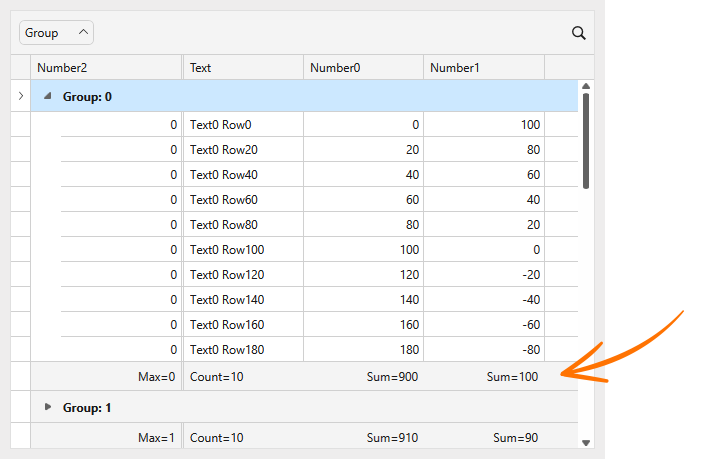 Group
Number2 Text Number0 Number1
Group: 0
0 Text0 Row0 0 100
0 Text0 Row20 20 80
0 Text0 Row40 40 60
0 Text0 Row60 60 40
0 Text0 Row80 80 20
0 Text0 Row100 100 0
0 Text0 Row120 120 -20
0 Text0 Row140 140 -40
0 Text0 Row160 160 -60
0 Text0 Row180 180 -80
Max=0 Count=10 Sum=900 Sum=100
Group: 1
Max=1 Count=10 Sum=910 Sum=90